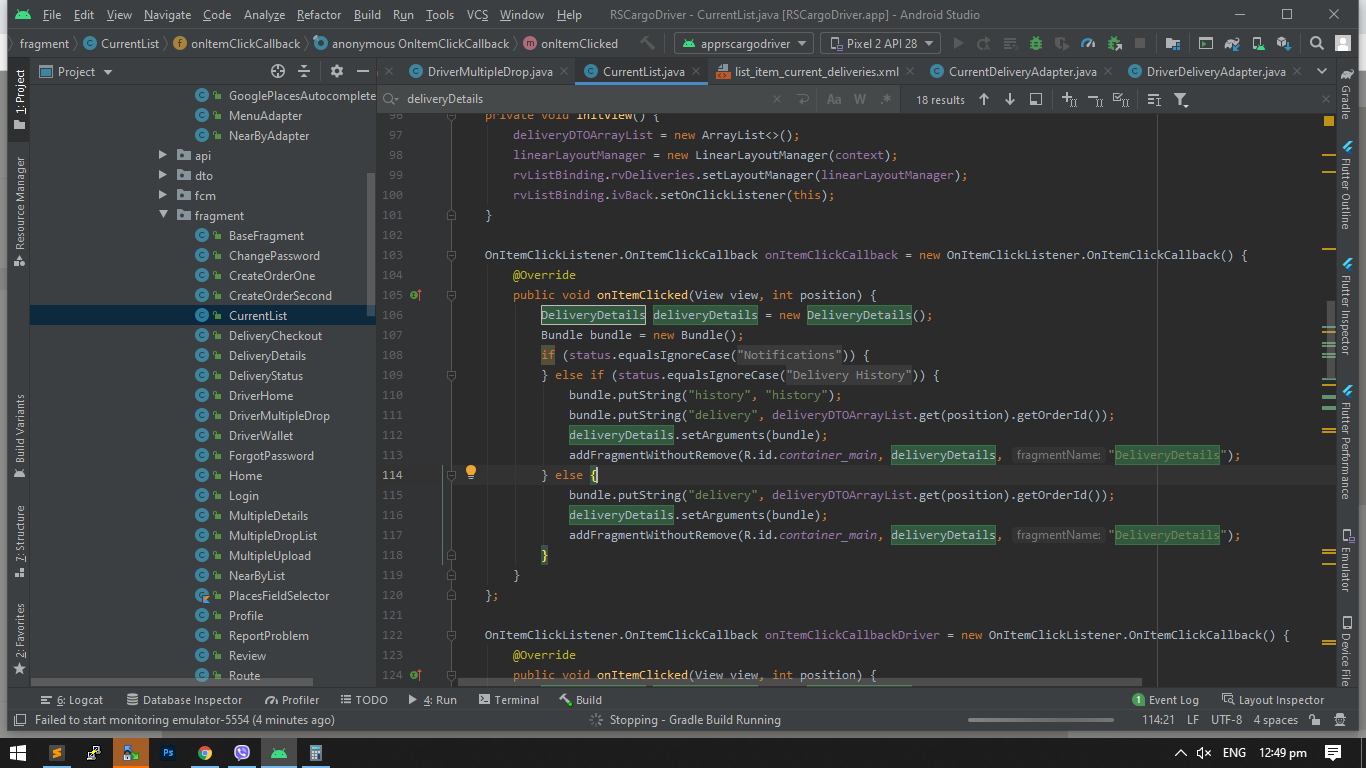 File Edit View Navigate Code Analyze Refactor Build Run Tools VCS Window Help RSCargoDriver - CurrentList.java [RSCargoDriver.app] - Android Studio
fragment CurrentList onItemClickCallback anonymous OnItemClickCallback onItemClicked apprscargodriver Pixel 2 API 28
Project DriverMultipleDrop.java CurrentList.java list_item_current_deliveries.xml CurrentDeliveryAdapter.java DriverDeliveryAdapter.java
deliveryDetails Aa W .* 18 results
1: Project
Resource Manager
Build Variants
7: Structure
2: Favorites
GooglePlacesAutocomplete
MenuAdapter
NearByAdapter
api
dto
fcm
fragment
BaseFragment
ChangePassword
CreateOrderOne
CreateOrderSecond
CurrentList
DeliveryCheckout
DeliveryDetails
DeliveryStatus
DriverHome
DriverMultipleDrop
DriverWallet
ForgotPassword
Home
Login
MultipleDetails
MultipleDropList
MultipleUpload
NearByList
PlacesFieldSelector
Profile
ReportProblem
Review
Route
96 private void initView() {
97 deliveryDTOArrayList = new ArrayList<>();
98 linearLayoutManager = new LinearLayoutManager(context);
99 rvListBinding.rvDeliveries.setLayoutManager(linearLayoutManager);
100 rvListBinding.ivBack.setOnClickListener(this);
101 }
102
103 OnItemClickListener.OnItemClickCallback onItemClickCallback = new OnItemClickListener.OnItemClickCallback() {
104 @Override
105 public void onItemClicked(View view, int position) {
106 DeliveryDetails deliveryDetails = new DeliveryDetails();
107 Bundle bundle = new Bundle();
108 if (status.equalsIgnoreCase("Notifications")) {
109 } else if (status.equalsIgnoreCase("Delivery History")) {
110 bundle.putString("history", "history");
111 bundle.putString("delivery", deliveryDTOArrayList.get(position).getOrderId());
112 deliveryDetails.setArguments(bundle);
113 addFragmentWithoutRemove(R.id.container_main, deliveryDetails, fragmentName: "DeliveryDetails");
114 } else {
115 bundle.putString("delivery", deliveryDTOArrayList.get(position).getOrderId());
116 deliveryDetails.setArguments(bundle);
117 addFragmentWithoutRemove(R.id.container_main, deliveryDetails, fragmentName: "DeliveryDetails");
118 }
119 }
120 };
121
122 OnItemClickListener.OnItemClickCallback onItemClickCallbackDriver = new OnItemClickListener.OnItemClickCallback() {
123 @Override
124 public void onItemClicked(View view, int position) {
Gradle
Flutter Outline
Flutter Inspector
Flutter Performance
Emulator
Device File
6: Logcat Database Inspector Profiler TODO 4: Run Terminal Build 1 Event Log Layout Inspector
Failed to start monitoring emulator-5554 (4 minutes ago) Stopping - Gradle Build Running 114:21 LF UTF-8 4 spaces
Ps ENG 12:49 pm